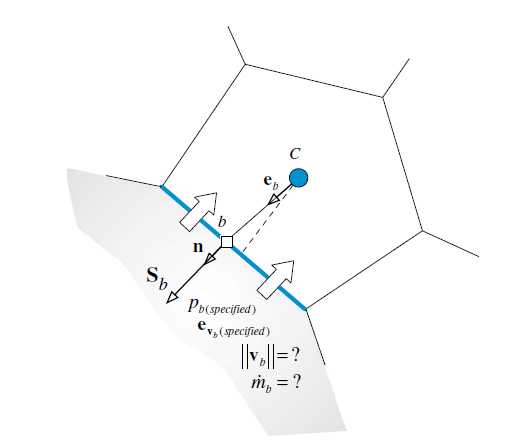 C
e_b
b
n
S_b
p_b(specified)
e_v_b(specified)
||v_b||= ?
ṁ_b = ?